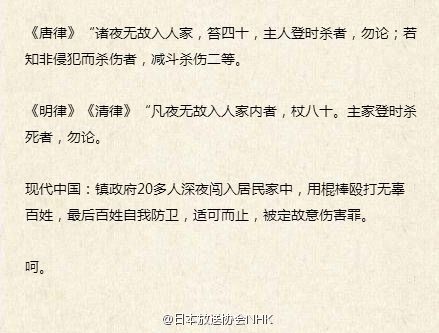 《唐律》“诸夜无故入人家，笞四十，主人登时杀者，勿论；若
知非侵犯而杀伤者，减斗杀伤二等。
《明律》《清律》“凡夜无故入人家内者，杖八十。主家登时杀
死者，勿论。
现代中国：镇政府20多人深夜闯入居民家中，用棍棒殴打无辜
百姓，最后百姓自我防卫，适可而止，被定故意伤害罪。
呵。
@日本放送协会NHK